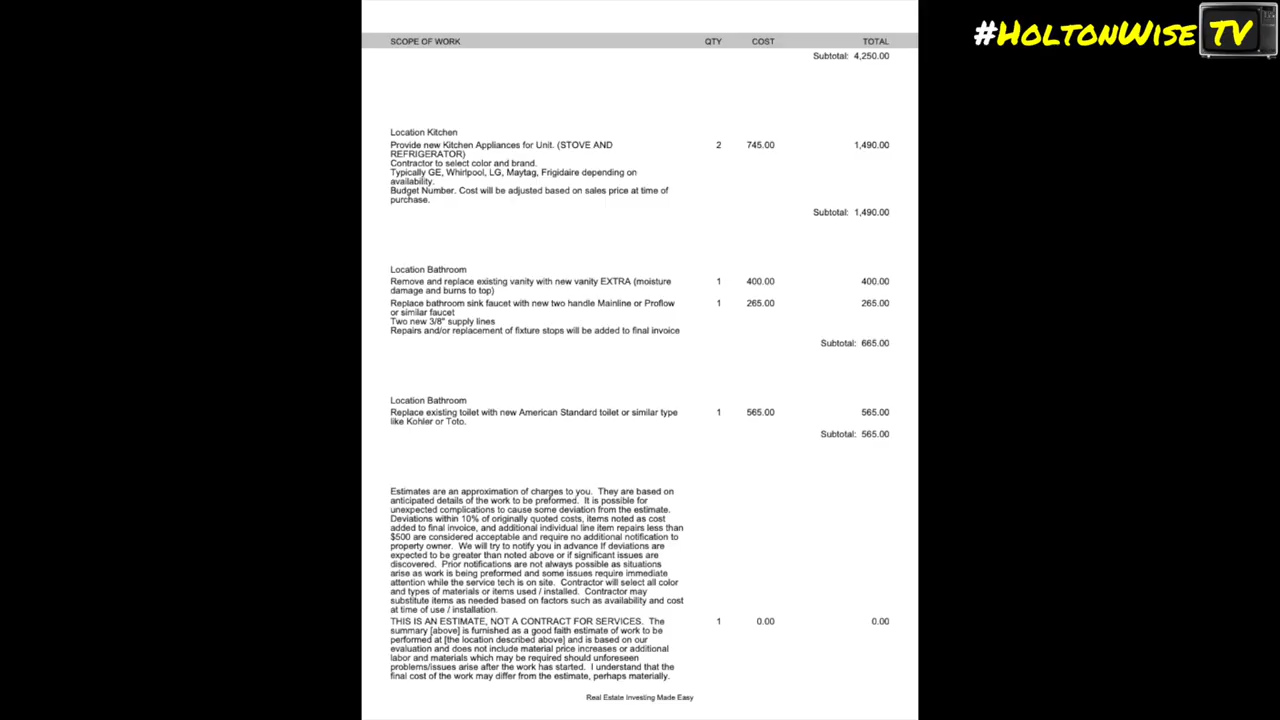 #HOLTONWISE TV
SCOPE OF WORK QTY COST TOTAL
Subtotal: 4,250.00
Location Kitchen
Provide new Kitchen Appliances for Unit. (STOVE AND 2 745.00 1,490.00
REFRIGERATOR)
Contractor to select color and brand.
Typically GE, Whirlpool, LG, Maytag, Frigidaire depending on
availability.
Budget Number. Cost will be adjusted based on sales price at time of
purchase.
Subtotal: 1,490.00
Location Bathroom
Remove and replace existing vanity with new vanity EXTRA (moisture 1 400.00 400.00
damage and burns to top)
Replace bathroom sink faucet with new two handle Mainline or Proflow 1 265.00 265.00
or similar faucet
Two new 3/8" supply lines
Repairs and/or replacement of fixture stops will be added to final invoice
Subtotal: 665.00
Location Bathroom
Replace existing toilet with new American Standard toilet or similar type 1 565.00 565.00
like Kohler or Toto.
Subtotal: 565.00
Estimates are an approximation of charges to you. They are based on
anticipated details of the work to be preformed. It is possible for
unexpected complications to cause some deviation from the estimate.
Deviations within 10% of originally quoted costs, items noted as cost
added to final invoice, and additional individual line item repairs less than
$500 are considered acceptable and require no additional notification to
property owner. We will try to notify you in advance If deviations are
expected to be greater than noted above or if significant issues are
discovered. Prior notifications are not always possible as situations
arise as work is being preformed and some issues require immediate
attention while the service tech is on site. Contractor will select all color
and types of materials or items used / installed. Contractor may
substitute items as needed based on factors such as availability and cost
at time of use / installation.
THIS IS AN ESTIMATE, NOT A CONTRACT FOR SERVICES. The 1 0.00 0.00
summary [above] is furnished as a good faith estimate of work to be
performed at [the location described above] and is based on our
evaluation and does not include material price increases or additional
labor and materials which may be required should unforeseen
problems/issues arise after the work has started. I understand that the
final cost of the work may differ from the estimate, perhaps materially.
Real Estate Investing Made Easy